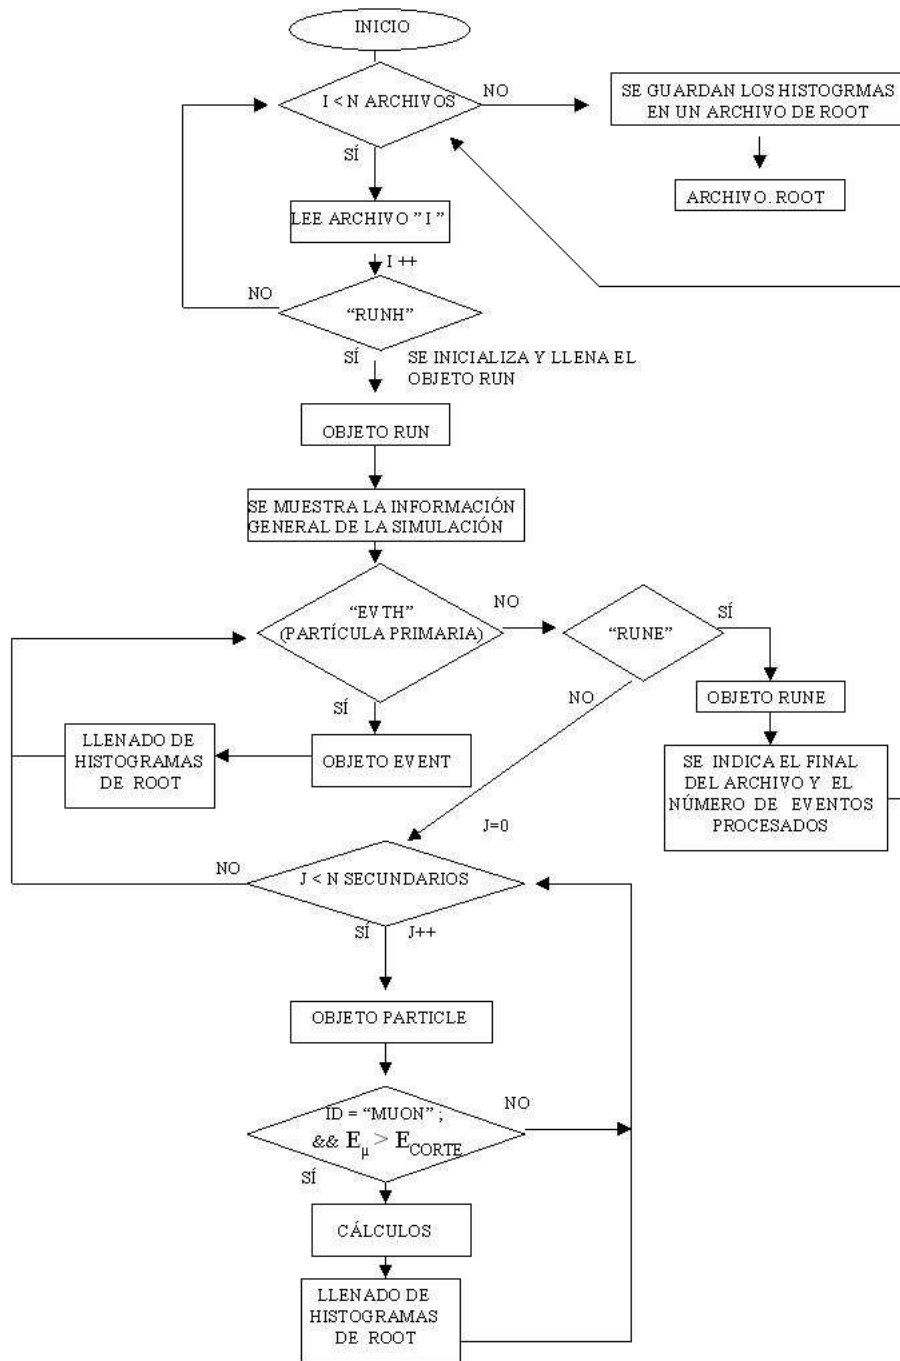 INICIO
I < N ARCHIVOS
NO
SE GUARDAN LOS HISTOGRMAS
EN UN ARCHIVO DE ROOT
SÍ
ARCHIVO. ROOT
LEE ARCHIVO ” I ”
I ++
NO
“RUNH”
SÍ
SE INICIALIZA Y LLENA EL
OBJETO RUN
OBJETO RUN
SE MUESTRA LA INFORMACIÓN
GENERAL DE LA SIMULACIÓN
“EVTH”
(PARTÍCULA PRIMARIA)
NO
“RUNE”
SÍ
SÍ
NO
OBJETO RUNE
LLENADO DE
HISTOGRAMAS
DE ROOT
OBJETO EVENT
SE INDICA EL FINAL
DEL ARCHIVO Y EL
NÚMERO DE EVENTOS
PROCESADOS
J=0
NO
J < N SECUNDARIOS
SÍ
J++
OBJETO PARTICLE
ID = “MUON” ;
&& Eμ > ECORTE
NO
SÍ
CÁLCULOS
LLENADO DE
HISTOGRAMAS
DE ROOT